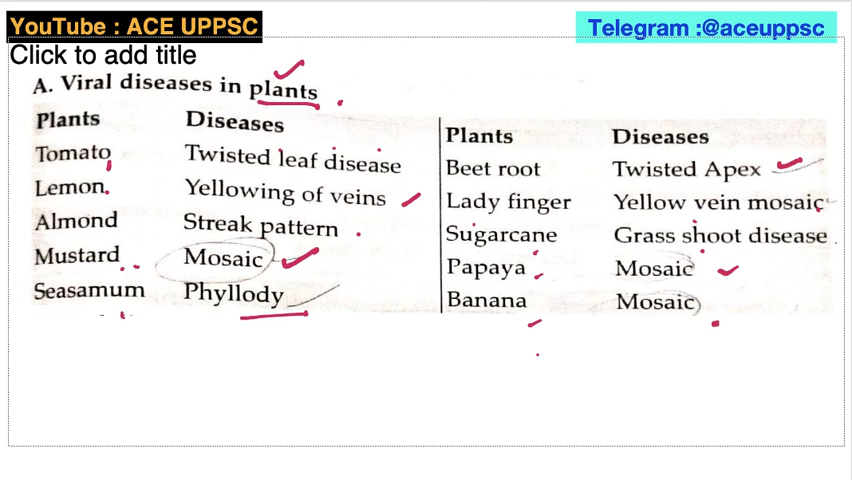 YouTube : ACE UPPSC
Telegram :@aceuppsc
Click to add title
A. Viral diseases in plants
Plants Diseases
Tomato Twisted leaf disease
Lemon Yellowing of veins
Almond Streak pattern
Mustard Mosaic
Seasamum Phyllody
Plants Diseases
Beet root Twisted Apex
Lady finger Yellow vein mosaic
Sugarcane Grass shoot disease
Papaya Mosaic
Banana Mosaic